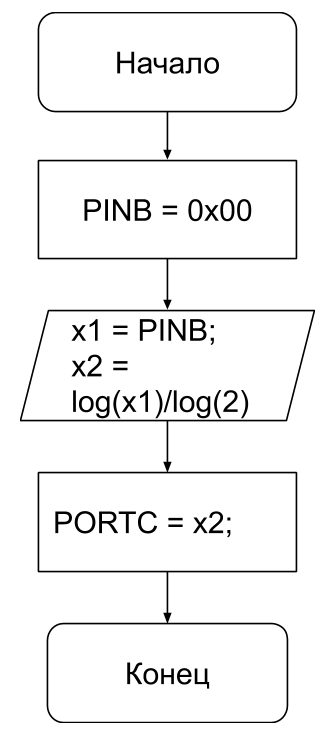 Начало
PINB = 0x00
x1 = PINB;
x2 =
log(x1)/log(2)
PORTC = x2;
Конец